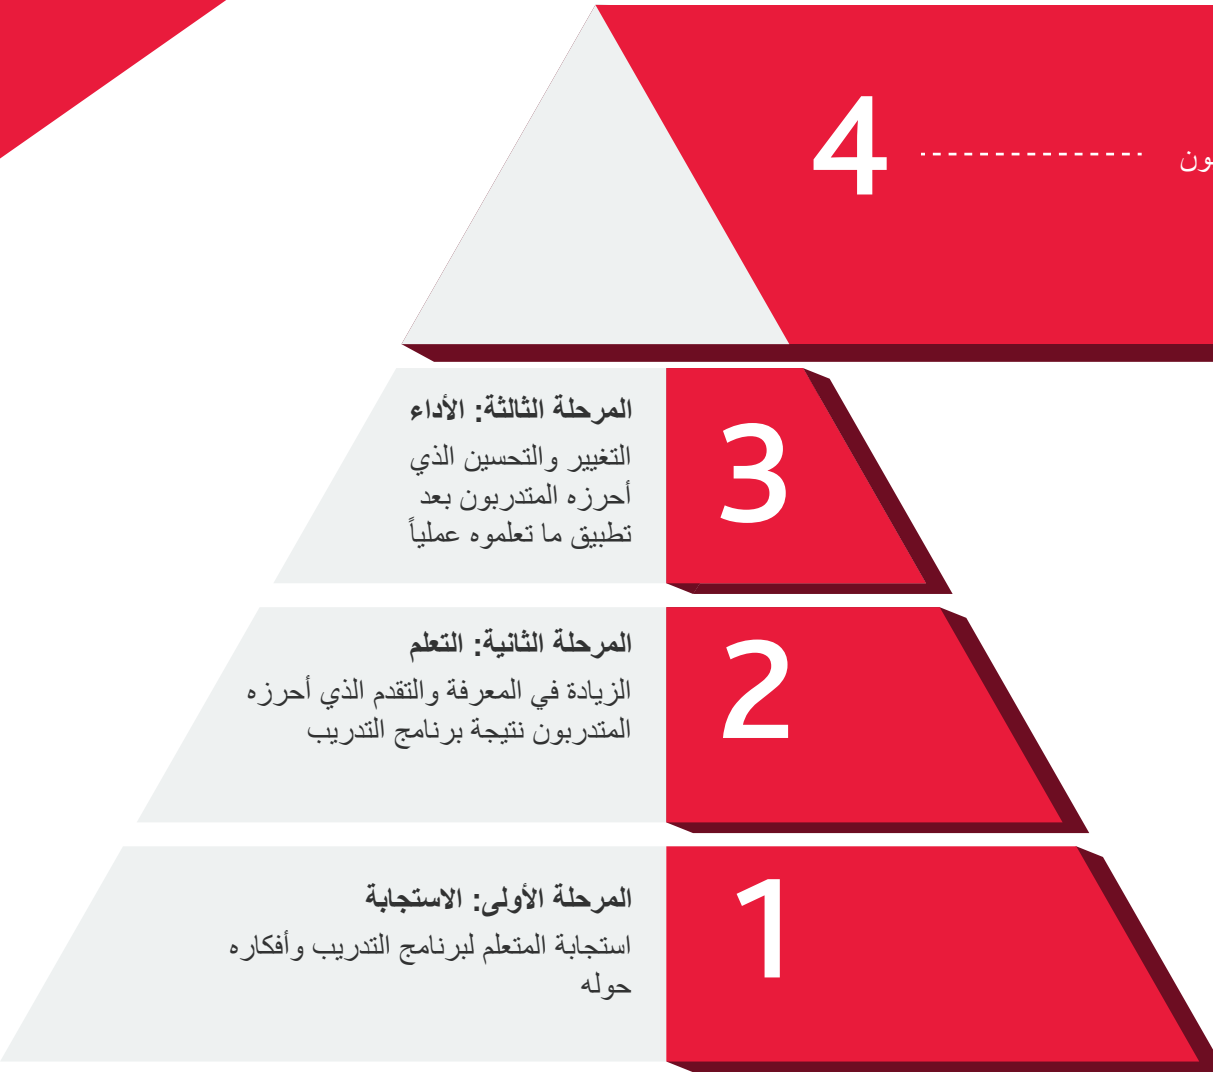 4
المرحلة الثالثة: الأداء
التغيير والتحسين الذي
أحرزه المتدربون بعد
تطبيق ما تعلموه عملياً
3
المرحلة الثانية: التعلم
الزيادة في المعرفة والتقدم الذي أحرزه
المتدربون نتيجة برنامج التدريب
2
المرحلة الأولى: الاستجابة
استجابة المتعلم لبرنامج التدريب وأفكاره
حوله
1